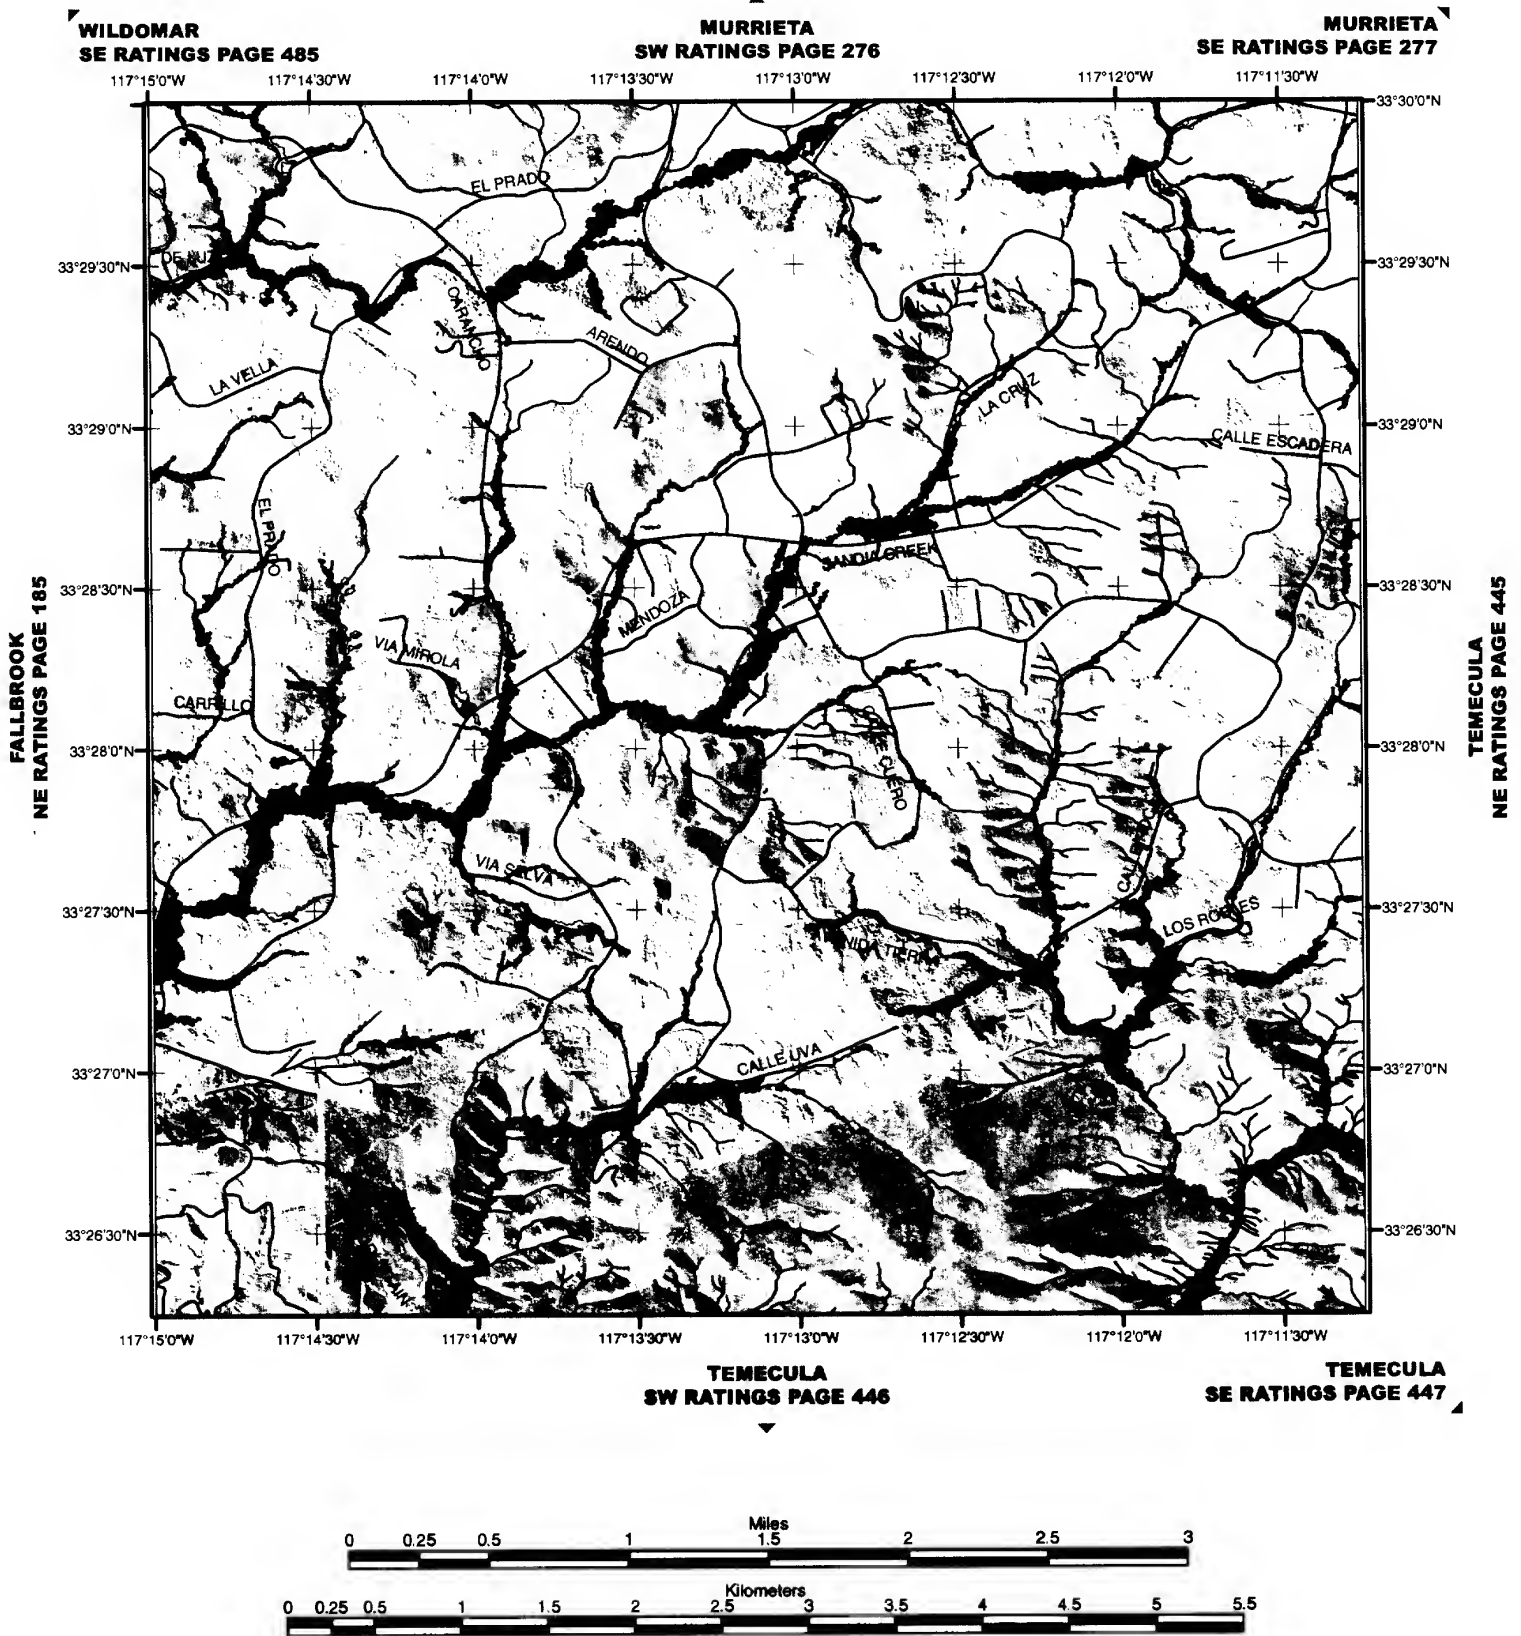 WILDOMAR
SE RATINGS PAGE 485
MURRIETA
SW RATINGS PAGE 276
MURRIETA
SE RATINGS PAGE 277
117°15'0"W 117°14'30"W 117°14'0"W 117°13'30"W 117°13'0"W 117°12'30"W 117°12'0"W 117°11'30"W
33°30'0"N
EL PRADO
DE LUZ
33°29'30"N
33°29'30"N
CARANCHO
ARENDO
LA VELLA
LA CRUZ
33°29'0"N
33°29'0"N
CALLE ESCADERA
EL PRADO
SANDIA CREEK
33°28'30"N
33°28'30"N
MENDOZA
VIA MIROLA
CARRILLO
33°28'0"N
33°28'0"N
CLERO
VIA SELVA
33°27'30"N
33°27'30"N
LOS ROBLES
TIERRA
CALLE UVA
33°27'0"N
33°27'0"N
33°26'30"N
33°26'30"N
FALLBROOK
NE RATINGS PAGE 185
TEMECULA
NE RATINGS PAGE 445
117°15'0"W 117°14'30"W 117°14'0"W 117°13'30"W 117°13'0"W 117°12'30"W 117°12'0"W 117°11'30"W
TEMECULA
SW RATINGS PAGE 446
TEMECULA
SE RATINGS PAGE 447
Miles
0 0.25 0.5 1 1.5 2 2.5 3
Kilometers
0 0.25 0.5 1 1.5 2 2.5 3 3.5 4 4.5 5 5.5